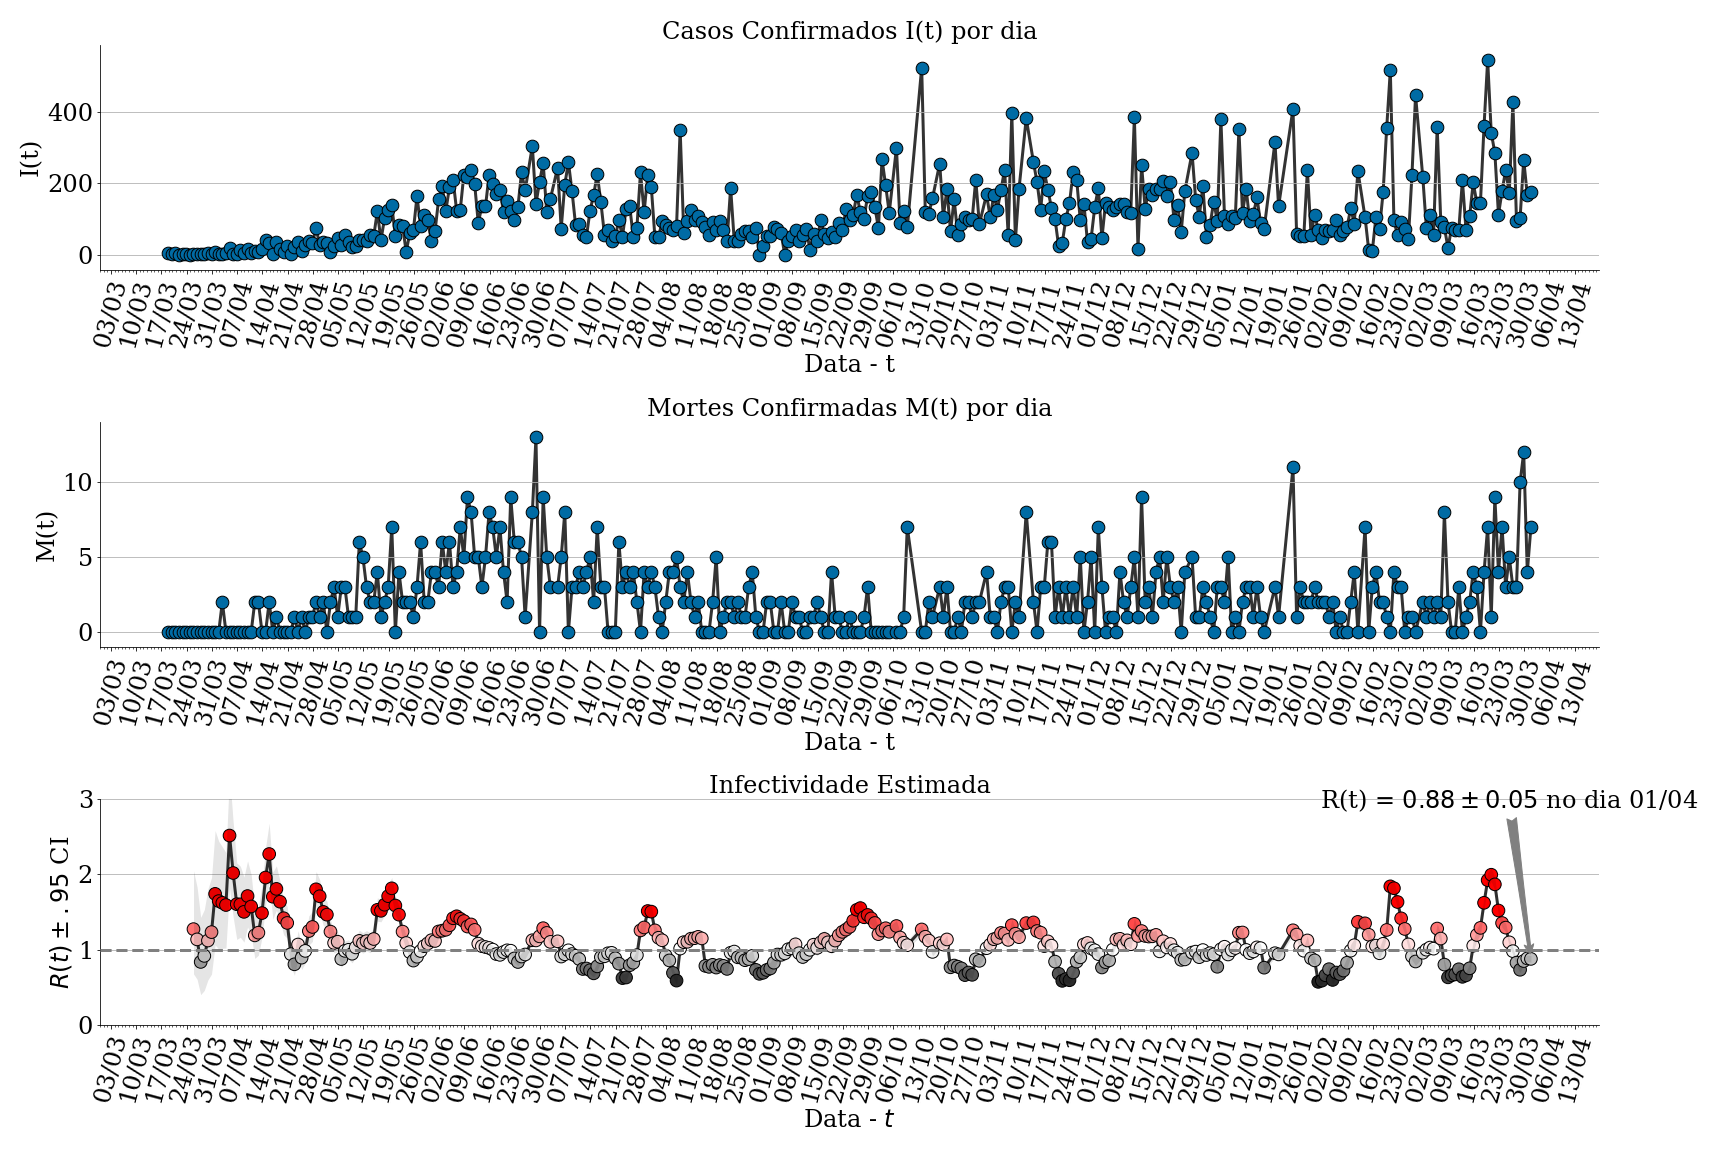 Casos Confirmados I(t) por dia
I(t)
400
200
0
03/03 10/03 17/03 24/03 31/03 07/04 14/04 21/04 28/04 05/05 12/05 19/05 26/05 02/06 09/06 16/06 23/06 30/06 07/07 14/07 21/07 28/07 04/08 11/08 18/08 25/08 01/09 08/09 15/09 22/09 29/09 06/10 13/10 20/10 27/10 03/11 10/11 17/11 24/11 01/12 08/12 15/12 22/12 29/12 05/01 12/01 19/01 26/01 02/02 09/02 16/02 23/02 02/03 09/03 16/03 23/03 30/03 06/04 13/04
Data - t
Mortes Confirmadas M(t) por dia
M(t)
10
5
0
03/03 10/03 17/03 24/03 31/03 07/04 14/04 21/04 28/04 05/05 12/05 19/05 26/05 02/06 09/06 16/06 23/06 30/06 07/07 14/07 21/07 28/07 04/08 11/08 18/08 25/08 01/09 08/09 15/09 22/09 29/09 06/10 13/10 20/10 27/10 03/11 10/11 17/11 24/11 01/12 08/12 15/12 22/12 29/12 05/01 12/01 19/01 26/01 02/02 09/02 16/02 23/02 02/03 09/03 16/03 23/03 30/03 06/04 13/04
Data - t
Infectividade Estimada
R(t) = 0.88 ± 0.05 no dia 01/04
R(t) ± .95 CI
3
2
1
0
03/03 10/03 17/03 24/03 31/03 07/04 14/04 21/04 28/04 05/05 12/05 19/05 26/05 02/06 09/06 16/06 23/06 30/06 07/07 14/07 21/07 28/07 04/08 11/08 18/08 25/08 01/09 08/09 15/09 22/09 29/09 06/10 13/10 20/10 27/10 03/11 10/11 17/11 24/11 01/12 08/12 15/12 22/12 29/12 05/01 12/01 19/01 26/01 02/02 09/02 16/02 23/02 02/03 09/03 16/03 23/03 30/03 06/04 13/04
Data - t